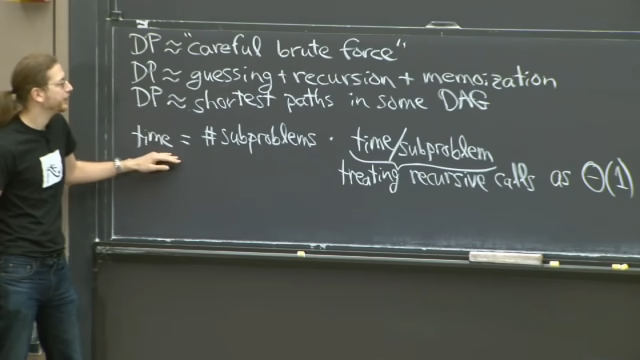 DP ≈ "careful brute force"
DP ≈ guessing + recursion + memoization
DP ≈ shortest paths in some DAG
time = # subproblems · time/subproblem
treating recursive calls as Θ(1)